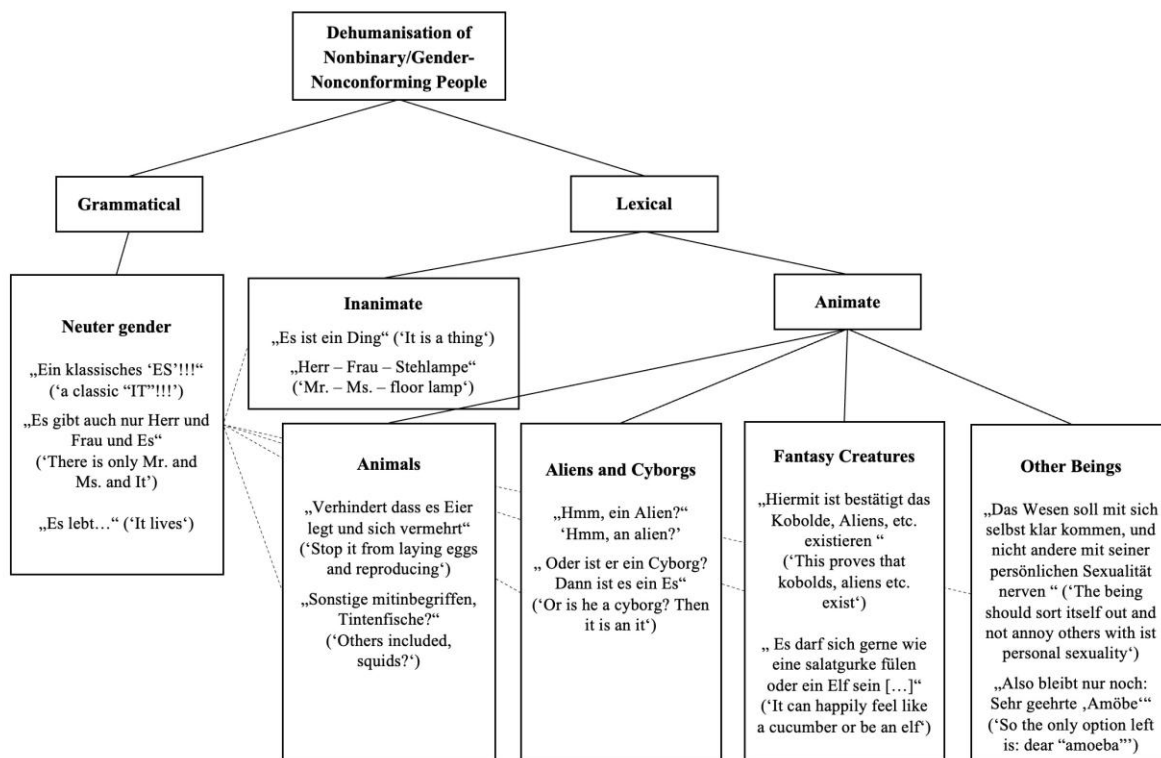 Dehumanisation of
Nonbinary/Gender-
Nonconforming People
Grammatical
Lexical
Neuter gender
„Ein klassisches ‘ES’!!!“
(‘a classic “IT”!!!’)
„Es gibt auch nur Herr und
Frau und Es“
(‘There is only Mr. and
Ms. and It’)
„Es lebt…“ (‘It lives‘)
Inanimate
„Es ist ein Ding“ (‘It is a thing‘)
„Herr – Frau – Stehlampe“
(‘Mr. – Ms. – floor lamp‘)
Animate
Animals
„Verhindert dass es Eier
legt und sich vermehrt“
(‘Stop it from laying eggs
and reproducing‘)
„Sonstige mitinbegriffen,
Tintenfische?“
(‘Others included,
squids?‘)
Aliens and Cyborgs
„Hmm, ein Alien?“
‘Hmm, an alien?’
„ Oder ist er ein Cyborg?
Dann ist es ein Es“
(‘Or is he a cyborg? Then
it is an it‘)
Fantasy Creatures
„Hiermit ist bestätigt das
Kobolde, Aliens, etc.
existieren “
(‘This proves that
kobolds, aliens etc.
exist‘)
„ Es darf sich gerne wie
eine salatgurke fülen
oder ein Elf sein […]“
(‘It can happily feel like
a cucumber or be an elf‘)
Other Beings
„Das Wesen soll mit sich
selbst klar kommen, und
nicht andere mit seiner
persönlichen Sexualität
nerven “ (‘The being
should sort itself out and
not annoy others with ist
personal sexuality‘)
„Also bleibt nur noch:
Sehr geehrte ‚Amöbe‘“
(‘So the only option left
is: dear “amoeba”’)